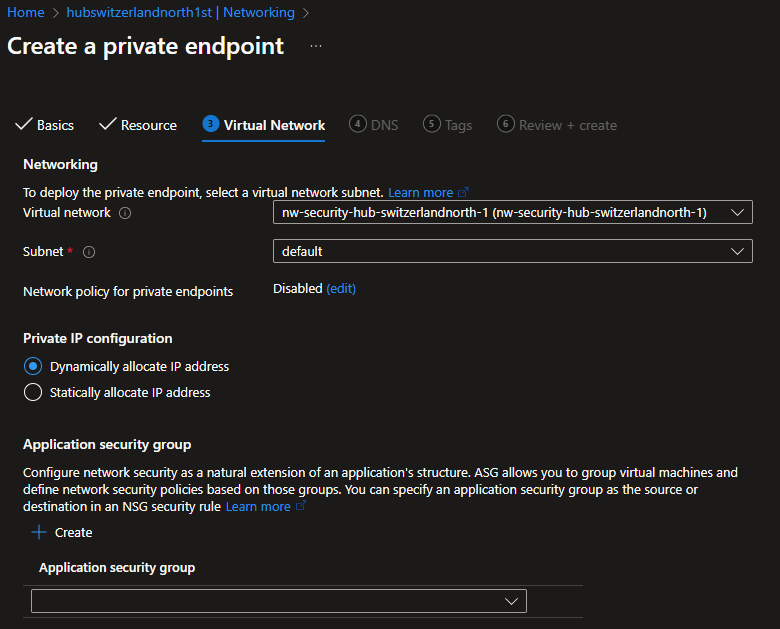 Home > hubswitzerlandnorth1st | Networking >
Create a private endpoint ...
Basics Resource 3 Virtual Network 4 DNS 5 Tags 6 Review + create
Networking
To deploy the private endpoint, select a virtual network subnet. Learn more
Virtual network nw-security-hub-switzerlandnorth-1 (nw-security-hub-switzerlandnorth-1)
Subnet * default
Network policy for private endpoints Disabled (edit)
Private IP configuration
Dynamically allocate IP address
Statically allocate IP address
Application security group
Configure network security as a natural extension of an application's structure. ASG allows you to group virtual machines and
define network security policies based on those groups. You can specify an application security group as the source or
destination in an NSG security rule Learn more
+ Create
Application security group